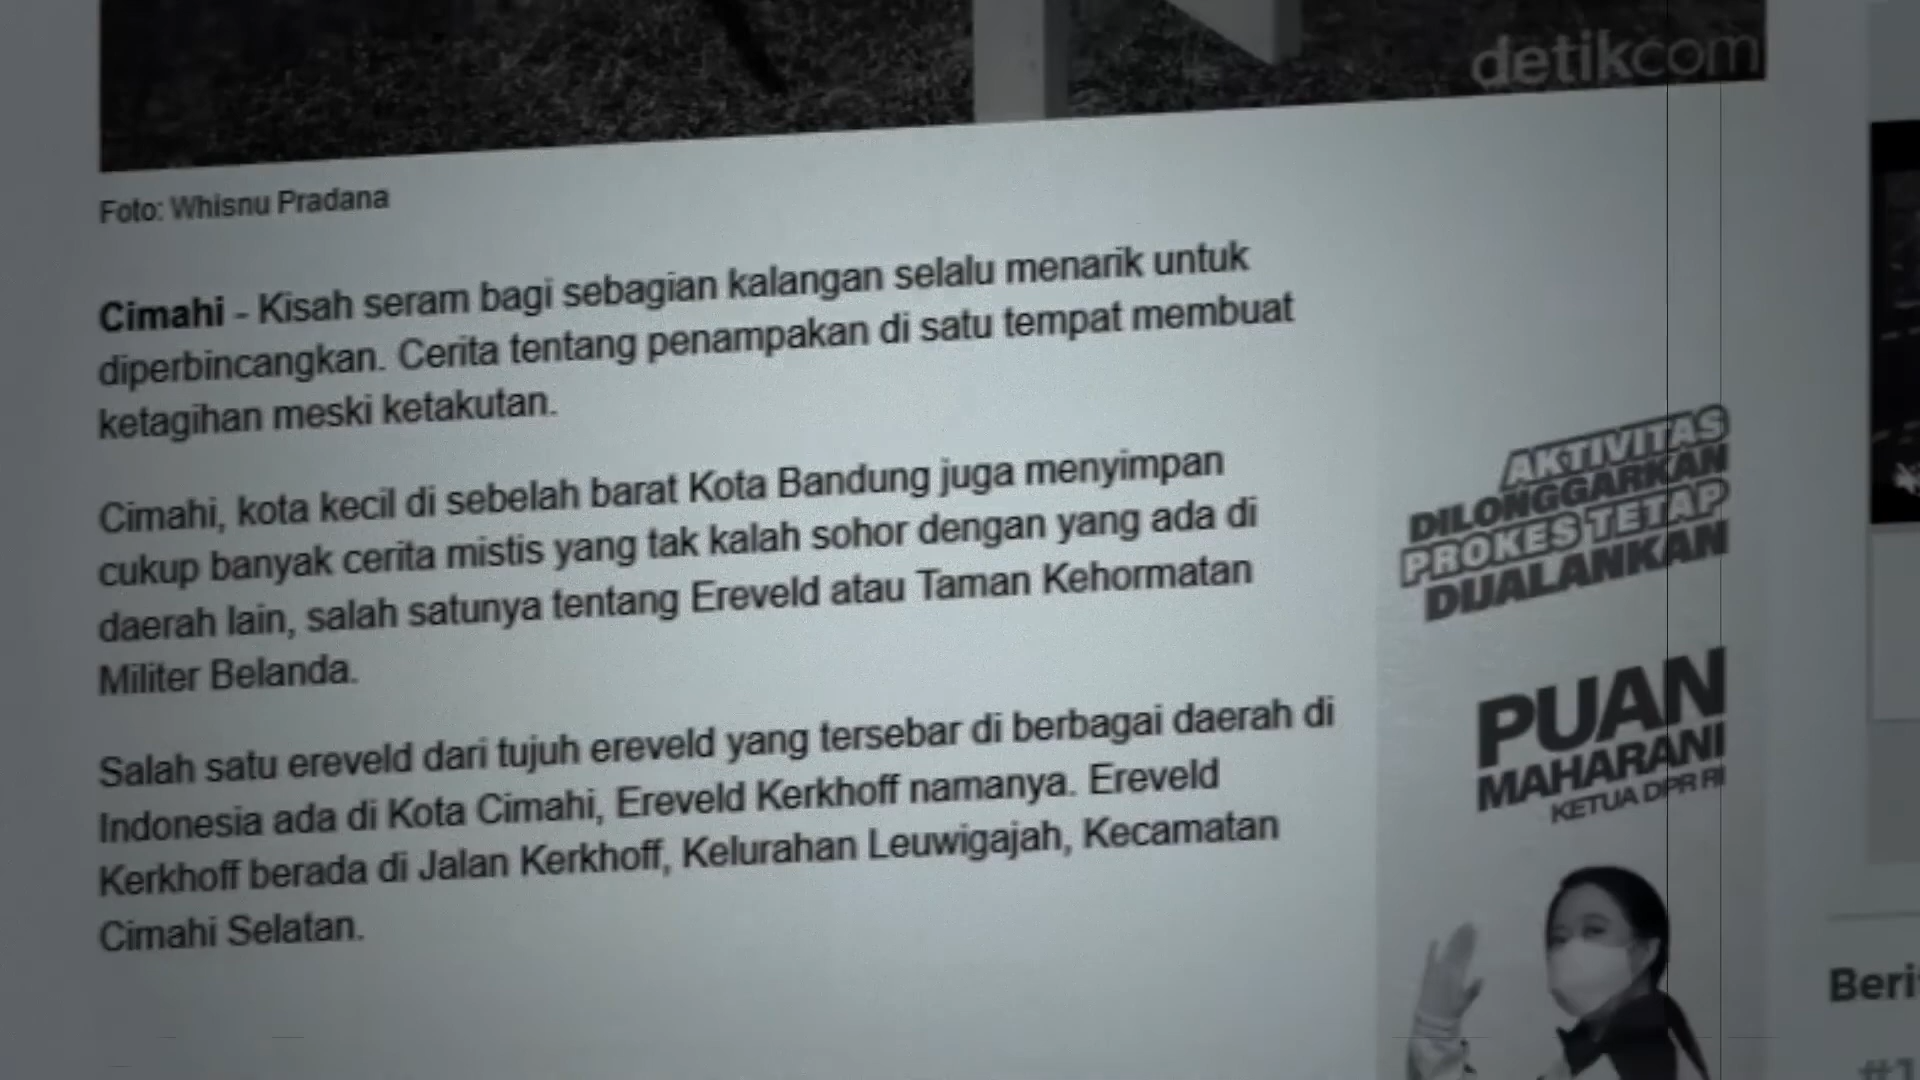 detikcom
Foto: Whisnu Pradana
Cimahi - Kisah seram bagi sebagian kalangan selalu menarik untuk
diperbincangkan. Cerita tentang penampakan di satu tempat membuat
ketagihan meski ketakutan.
Cimahi, kota kecil di sebelah barat Kota Bandung juga menyimpan
cukup banyak cerita mistis yang tak kalah sohor dengan yang ada di
daerah lain, salah satunya tentang Ereveld atau Taman Kehormatan
Militer Belanda.
Salah satu ereveld dari tujuh ereveld yang tersebar di berbagai daerah di
Indonesia ada di Kota Cimahi, Ereveld Kerkhoff namanya. Ereveld
Kerkhoff berada di Jalan Kerkhoff, Kelurahan Leuwigajah, Kecamatan
Cimahi Selatan.
AKTIVITAS
DILONGGARKAN
PROKES TETAP
DIJALANKAN
PUAN
MAHARANI
KETUA DPR RI
Beri
#1